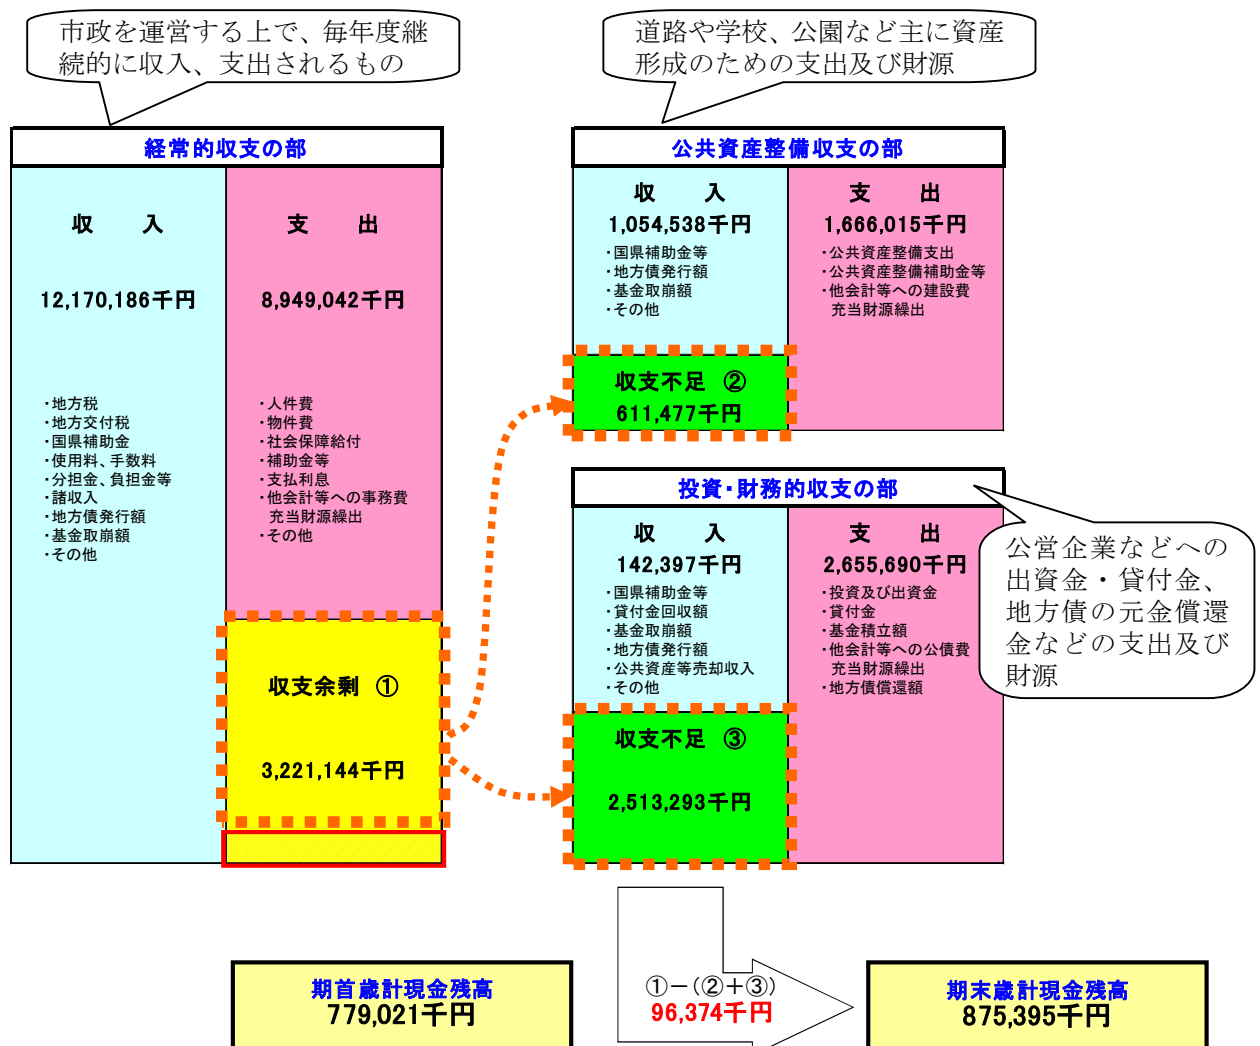 市政を運営する上で、毎年度継
続的に収入、支出されるもの
道路や学校、公園など主に資産
形成のための支出及び財源
経常的収支の部
収 入
12,170,186千円
・地方税
・地方交付税
・国県補助金
・使用料、手数料
・分担金、負担金等
・諸収入
・地方債発行額
・基金取崩額
・その他
支 出
8,949,042千円
・人件費
・物件費
・社会保障給付
・補助金等
・支払利息
・他会計等への事務費
充当財源繰出
・その他
収支余剰 ①
3,221,144千円
公共資産整備収支の部
収 入
1,054,538千円
・国県補助金等
・地方債発行額
・基金取崩額
・その他
収支不足 ②
611,477千円
支 出
1,666,015千円
・公共資産整備支出
・公共資産整備補助金等
・他会計等への建設費
充当財源繰出
投資・財務的収支の部
収 入
142,397千円
・国県補助金等
・貸付金回収額
・基金取崩額
・地方債発行額
・公共資産等売却収入
・その他
収支不足 ③
2,513,293千円
支 出
2,655,690千円
・投資及び出資金
・貸付金
・基金積立額
・他会計等への公債費
充当財源繰出
・地方債償還額
公営企業などへの
出資金・貸付金、
地方債の元金償還
金などの支出及び
財源
期首歳計現金残高
779,021千円
①－(②＋③)
96,374千円
期末歳計現金残高
875,395千円